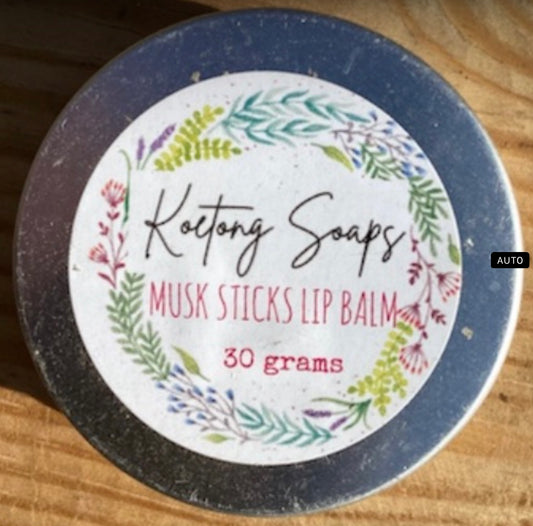 Koetong Soaps
MUSK STICKS LIP BALM
30 grams
AUTO